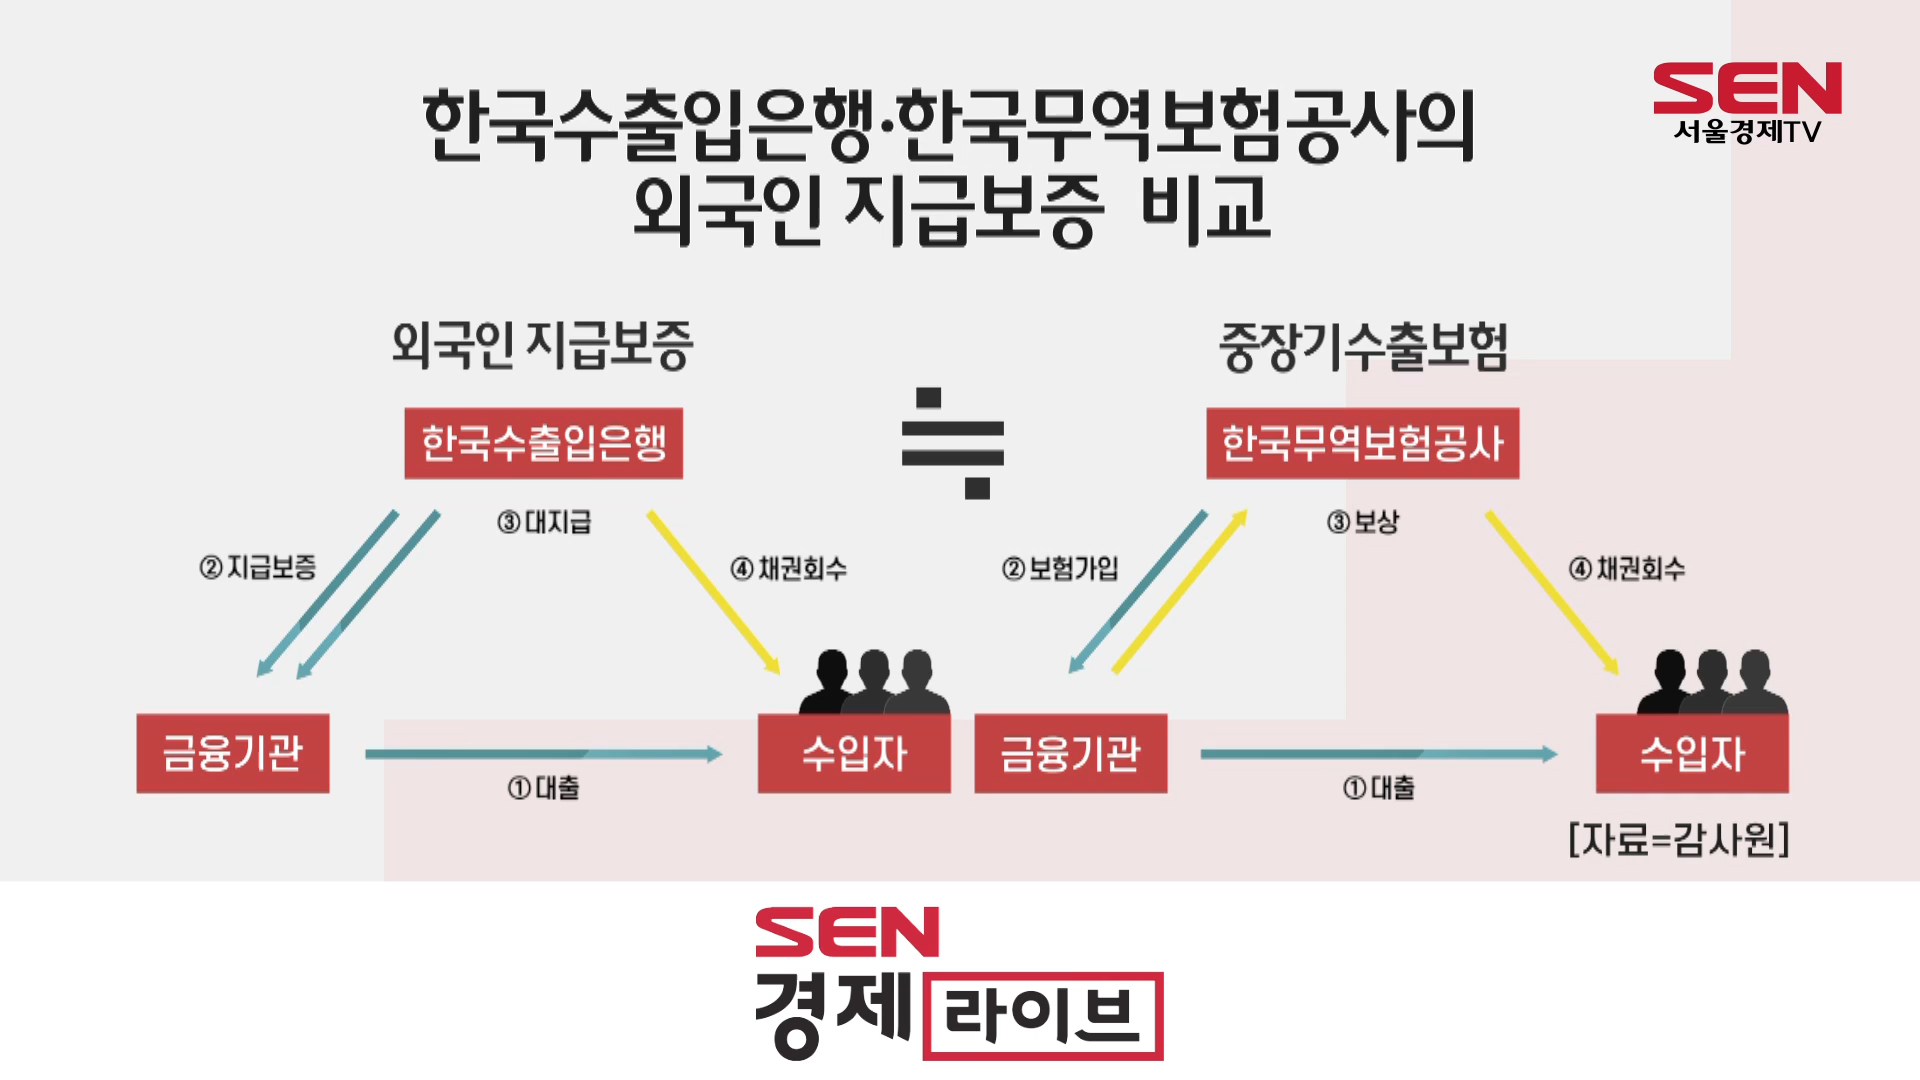 SEN
서울경제TV
한국수출입은행·한국무역보험공사의
외국인 지급보증 비교
외국인 지급보증
한국수출입은행
② 지급보증
③ 대지급
④ 채권회수
금융기관
① 대출
수입자
≒
중장기수출보험
한국무역보험공사
② 보험가입
③ 보상
④ 채권회수
금융기관
① 대출
수입자
[자료=감사원]
SEN
경제라이브